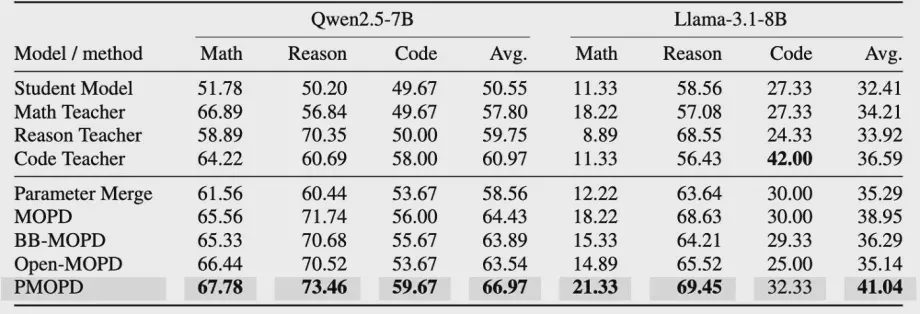 Qwen2.5-7B Llama-3.1-8B
Model / method Math Reason Code Avg. Math Reason Code Avg.
Student Model 51.78 50.20 49.67 50.55 11.33 58.56 27.33 32.41
Math Teacher 66.89 56.84 49.67 57.80 18.22 57.08 27.33 34.21
Reason Teacher 58.89 70.35 50.00 59.75 8.89 68.55 24.33 33.92
Code Teacher 64.22 60.69 58.00 60.97 11.33 56.43 42.00 36.59
Parameter Merge 61.56 60.44 53.67 58.56 12.22 63.64 30.00 35.29
MOPD 65.56 71.74 56.00 64.43 18.22 68.63 30.00 38.95
BB-MOPD 65.33 70.68 55.67 63.89 15.33 64.21 29.33 36.29
Open-MOPD 66.44 70.52 53.67 63.54 14.89 65.52 25.00 35.14
PMOPD 67.78 73.46 59.67 66.97 21.33 69.45 32.33 41.04